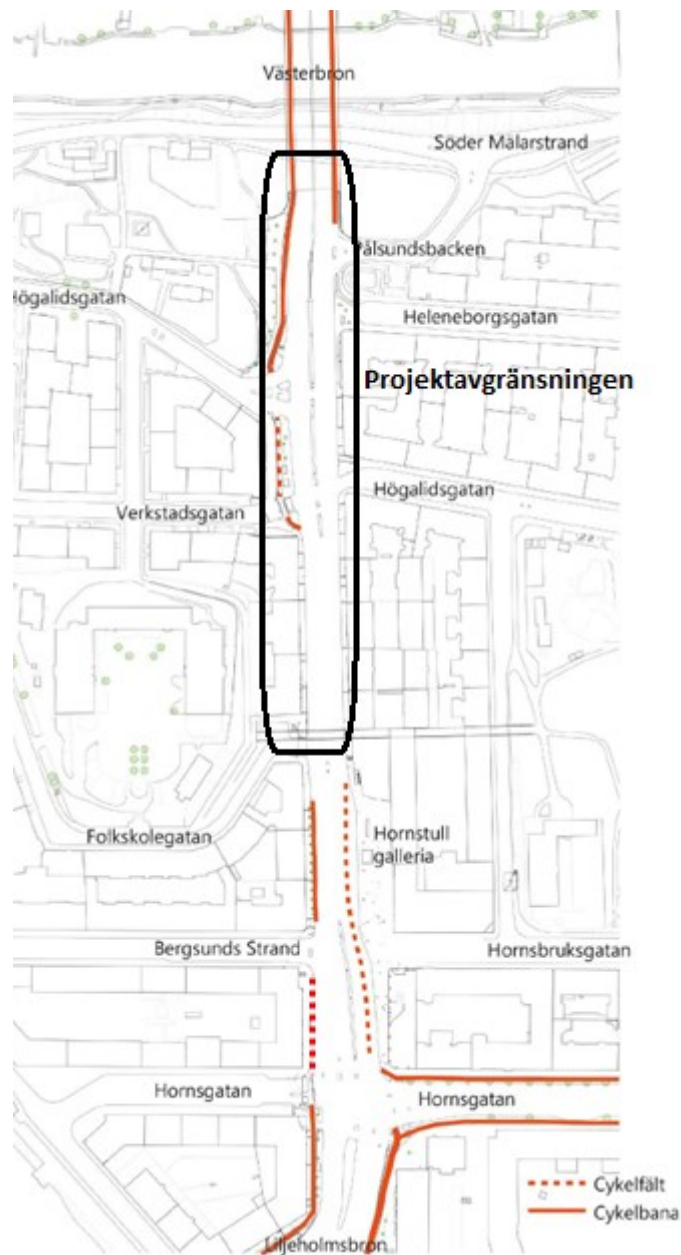 Västerbron
Söder Mälarstrand
Pålsundsbacken
Högalidsgatan
Heleneborgsgatan
Projektavgränsningen
Högalidsgatan
Verkstadsgatan
Folkskolegatan
Hornstull
galleria
Bergsunds Strand
Hornsbruksgatan
Hornsgatan
Hornsgatan
Cykelfält
Cykelbana
Liljeholmsbron